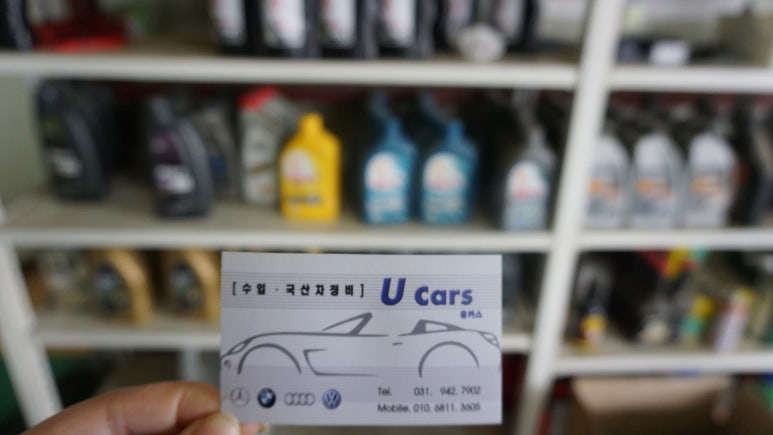 [ 수입 · 국산차정비 ] U cars
유카스
Tel. 031. 942. 7902
Mobile. 010. 6811. 3605